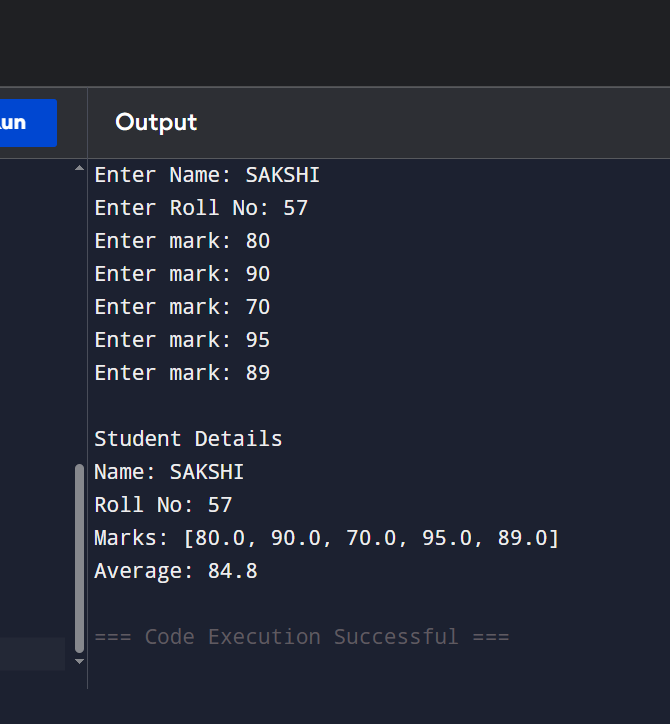 un
Output
Enter Name: SAKSHI
Enter Roll No: 57
Enter mark: 80
Enter mark: 90
Enter mark: 70
Enter mark: 95
Enter mark: 89
Student Details
Name: SAKSHI
Roll No: 57
Marks: [80.0, 90.0, 70.0, 95.0, 89.0]
Average: 84.8
=== Code Execution Successful ===